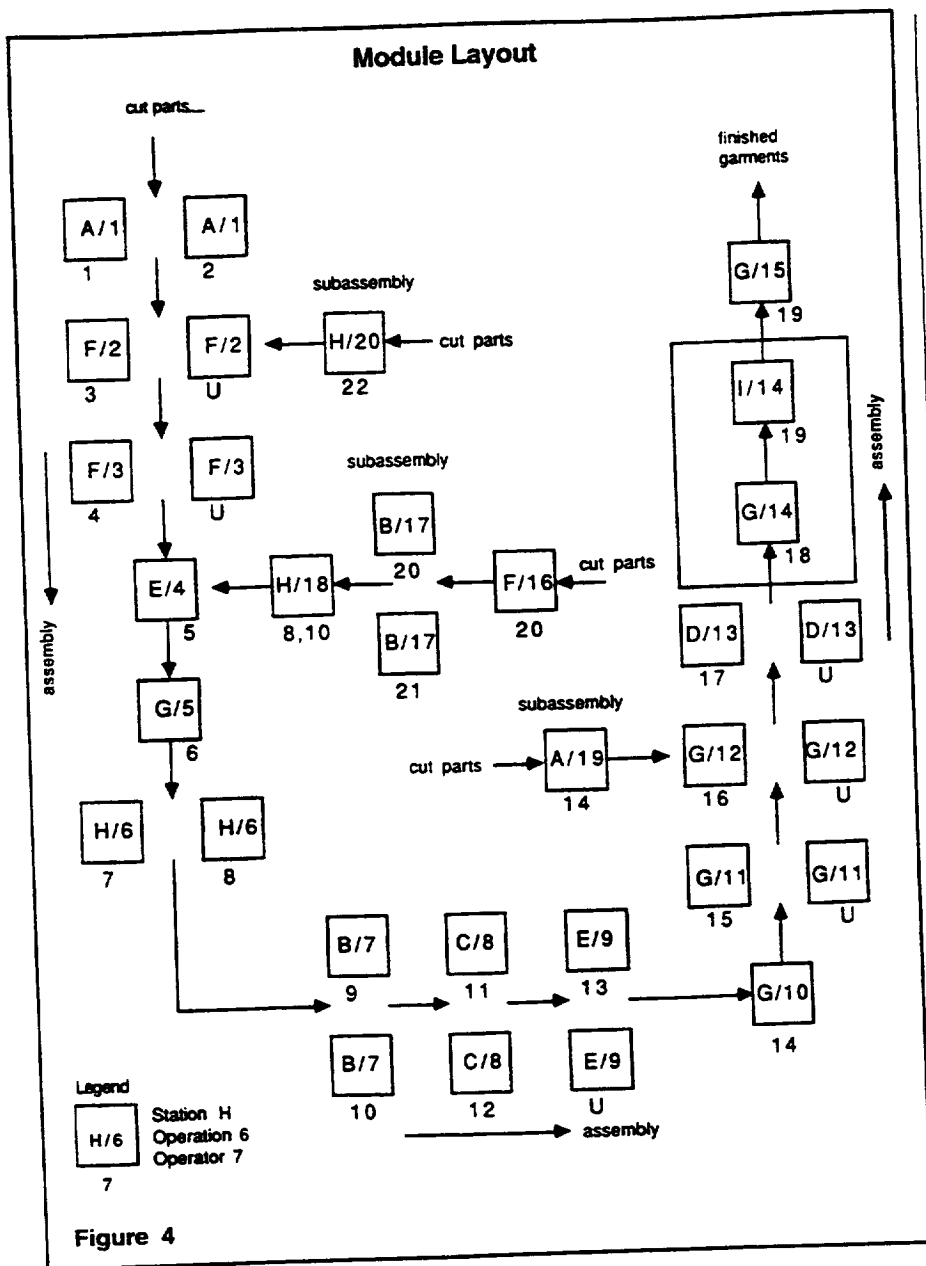 Module Layout
cut parts
finished
garments
A/1 A/1
1 2
G/15
19
subassembly
F/2 F/2 H/20 cut parts
3 U 22
I/14
19
assembly
F/3 F/3
4 U
subassembly
B/17
20
G/14
18
E/4 H/18 F/16 cut parts
5 8,10 20
B/17
21
D/13 D/13
17 U
assembly
G/5
6
subassembly
cut parts A/19 G/12 G/12
14 16 U
H/6 H/6
7 8
G/11 G/11
15 U
B/7 C/8 E/9
9 11 13
G/10
14
B/7 C/8 E/9
10 12 U
assembly
Legend
H/6
7
Station H
Operation 6
Operator 7
Figure 4